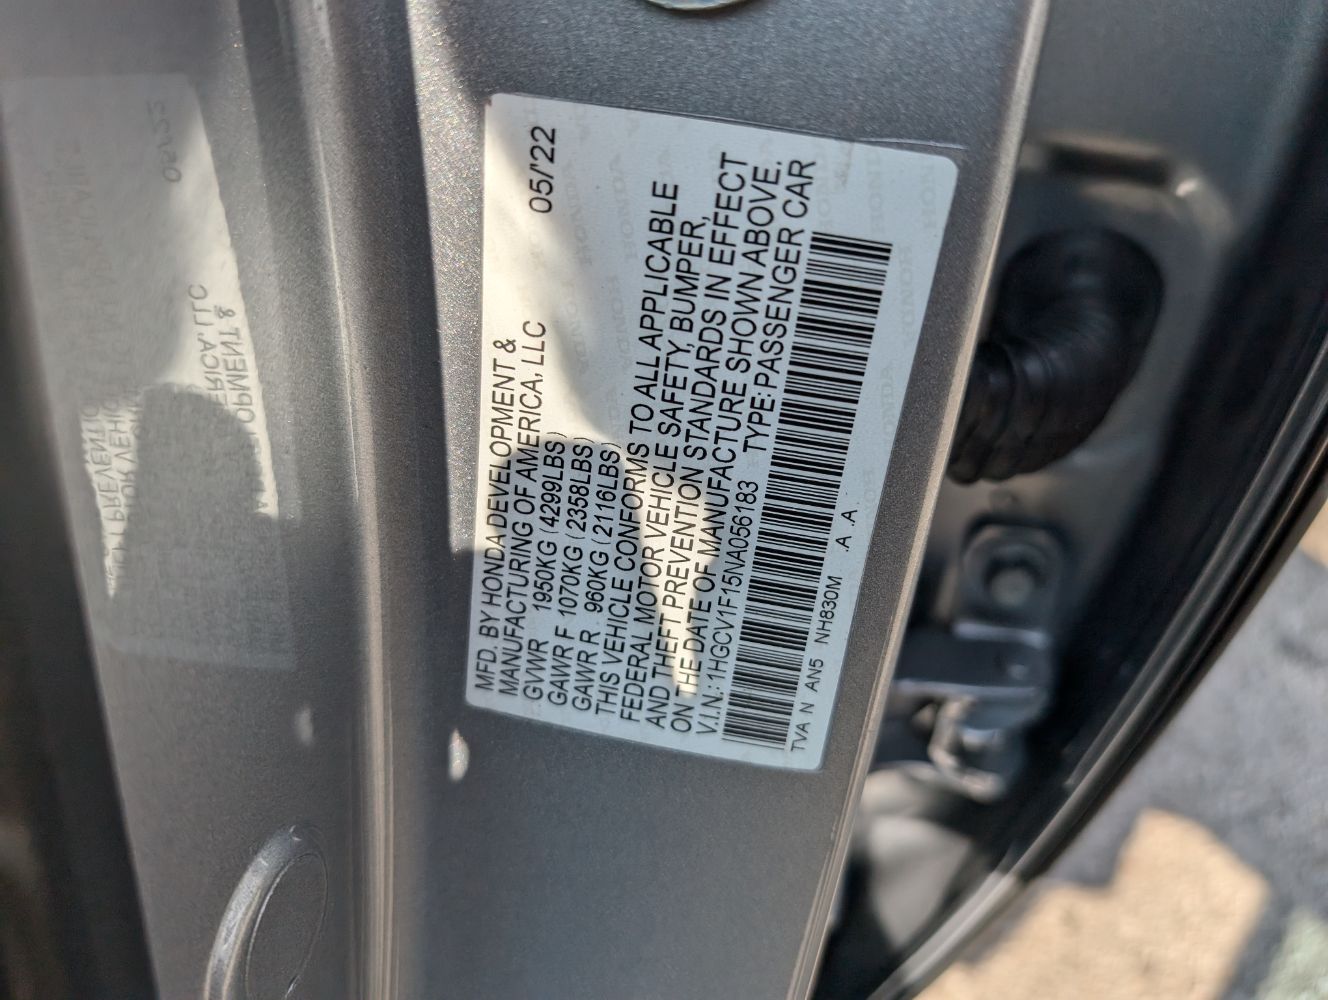 05/'22
MFD. BY HONDA DEVELOPMENT &
MANUFACTURING OF AMERICA, LLC
GVWR 1950KG (4299LBS)
GAWR F 1070KG (2358LBS)
GAWR R 960KG (2116LBS)
THIS VEHICLE CONFORMS TO ALL APPLICABLE
FEDERAL MOTOR VEHICLE SAFETY, BUMPER,
AND THEFT PREVENTION STANDARDS IN EFFECT
ON THE DATE OF MANUFACTURE SHOWN ABOVE.
V.I.N.: 1HGCV1F15NA056183 TYPE: PASSENGER CAR
TVA N AN5 NH830M .A .A